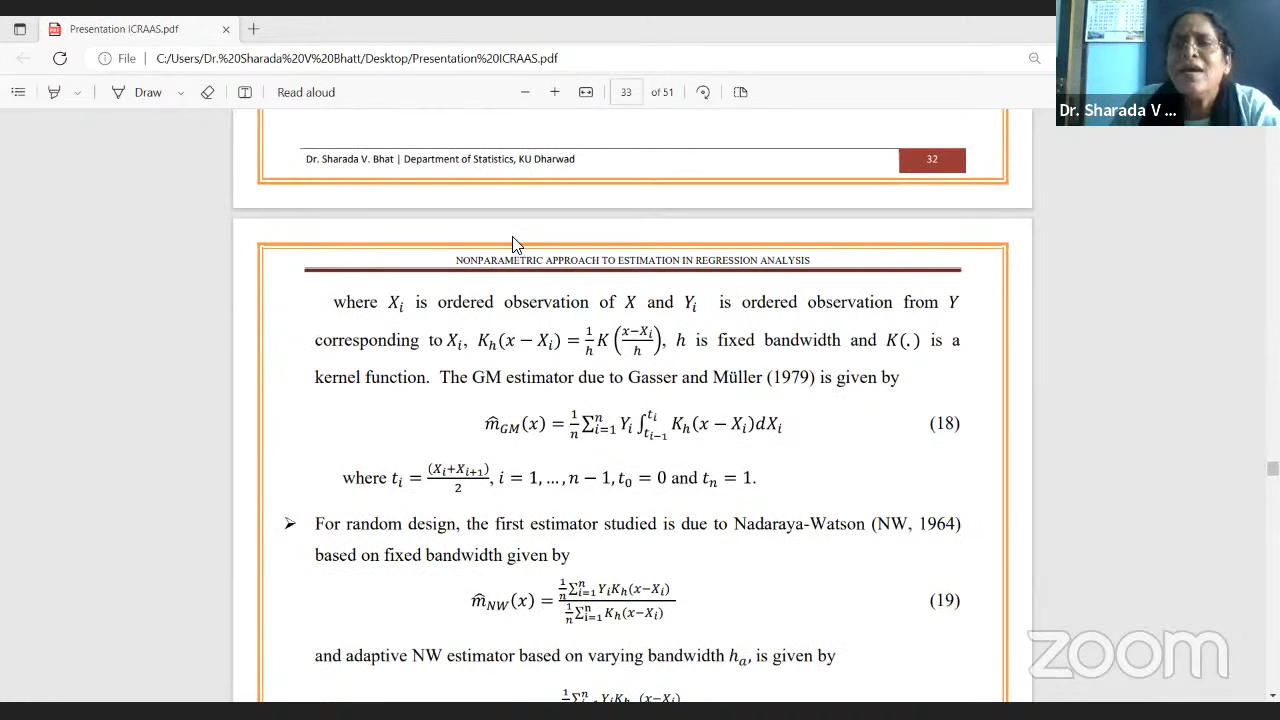 Presentation ICRAAS.pdf
File
C:/Users/Dr.%20Sharada%20V%20Bhatt/Desktop/Presentation%20ICRAAS.pdf
Draw
Read aloud
33 of 51
Dr. Sharada V ...
Dr. Sharada V. Bhat | Department of Statistics, KU Dharwad 32
NONPARAMETRIC APPROACH TO ESTIMATION IN REGRESSION ANALYSIS
where X_i is ordered observation of X and Y_i is ordered observation from Y
corresponding to X_i, K_h(x − X_i) = 1/h K((x−X_i)/h), h is fixed bandwidth and K(.) is a
kernel function. The GM estimator due to Gasser and Müller (1979) is given by
m̂_GM(x) = 1/n ∑_{i=1}^{n} Y_i ∫_{t_{i−1}}^{t_i} K_h(x − X_i)dX_i (18)
where t_i = (X_i+X_{i+1})/2, i = 1, … , n − 1, t_0 = 0 and t_n = 1.
➢ For random design, the first estimator studied is due to Nadaraya-Watson (NW, 1964)
based on fixed bandwidth given by
m̂_NW(x) = (1/n ∑_{i=1}^{n} Y_i K_h(x−X_i))/(1/n ∑_{i=1}^{n} K_h(x−X_i)) (19)
and adaptive NW estimator based on varying bandwidth h_a, is given by
zoom